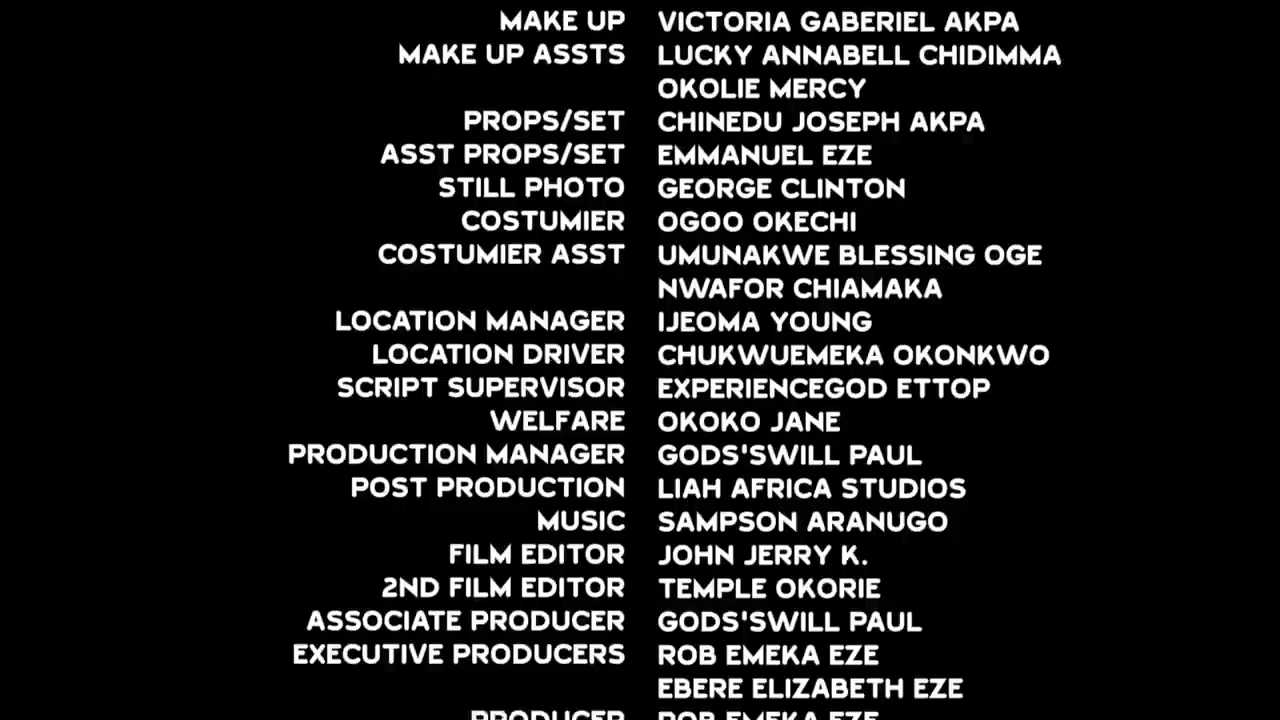 MAKE UP VICTORIA GABERIEL AKPA
MAKE UP ASSTS LUCKY ANNABELL CHIDIMMA
OKOLIE MERCY
PROPS/SET CHINEDU JOSEPH AKPA
ASST PROPS/SET EMMANUEL EZE
STILL PHOTO GEORGE CLINTON
COSTUMIER OGOO OKECHI
COSTUMIER ASST UMUNAKWE BLESSING OGE
NWAFOR CHIAMAKA
LOCATION MANAGER IJEOMA YOUNG
LOCATION DRIVER CHUKWUEMEKA OKONKWO
SCRIPT SUPERVISOR EXPERIENCEGOD ETTOP
WELFARE OKOKO JANE
PRODUCTION MANAGER GODS'SWILL PAUL
POST PRODUCTION LIAH AFRICA STUDIOS
MUSIC SAMPSON ARANUGO
FILM EDITOR JOHN JERRY K.
2ND FILM EDITOR TEMPLE OKORIE
ASSOCIATE PRODUCER GODS'SWILL PAUL
EXECUTIVE PRODUCERS ROB EMEKA EZE
EBERE ELIZABETH EZE
PRODUCER ROB EMEKA EZE